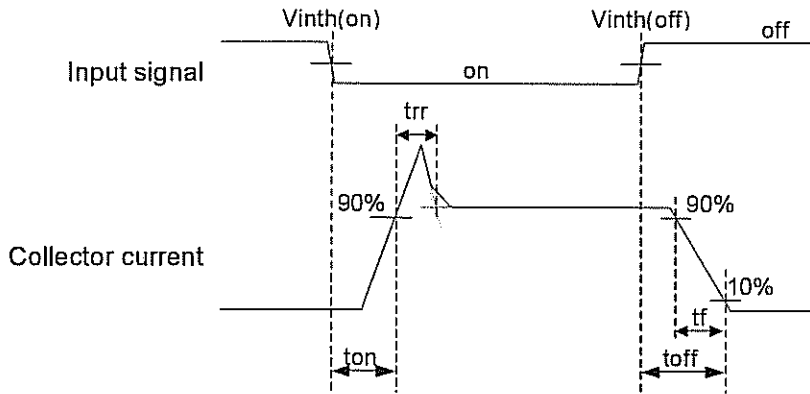 Vinth(on)
Vinth(off)
off
Input signal
on
trr
90%
90%
Collector current
10%
tf
ton
toff